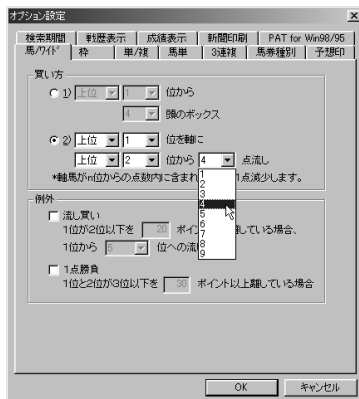 オプション設定
検索期間 戦歴表示 成績表示 新聞印刷 PAT for Win98/95
馬/ワイド 枠 単/複 馬単 3連複 馬券種別 予想印
買い方
1) 上位 1 位から
4 頭のボックス
2) 上位 1 位を軸に
上位 2 位から 4 点流し
1
2
3
4
5
6
7
8
9
*軸馬がn位からの点数内に含まれ 1点減少します。
例外
流し買い
1位が2位以下を 20 ポイ 離している場合、
1位から 5 位への流
1点勝負
1位と2位が3位以下を 30 ポイント以上離している場合
OK キャンセル